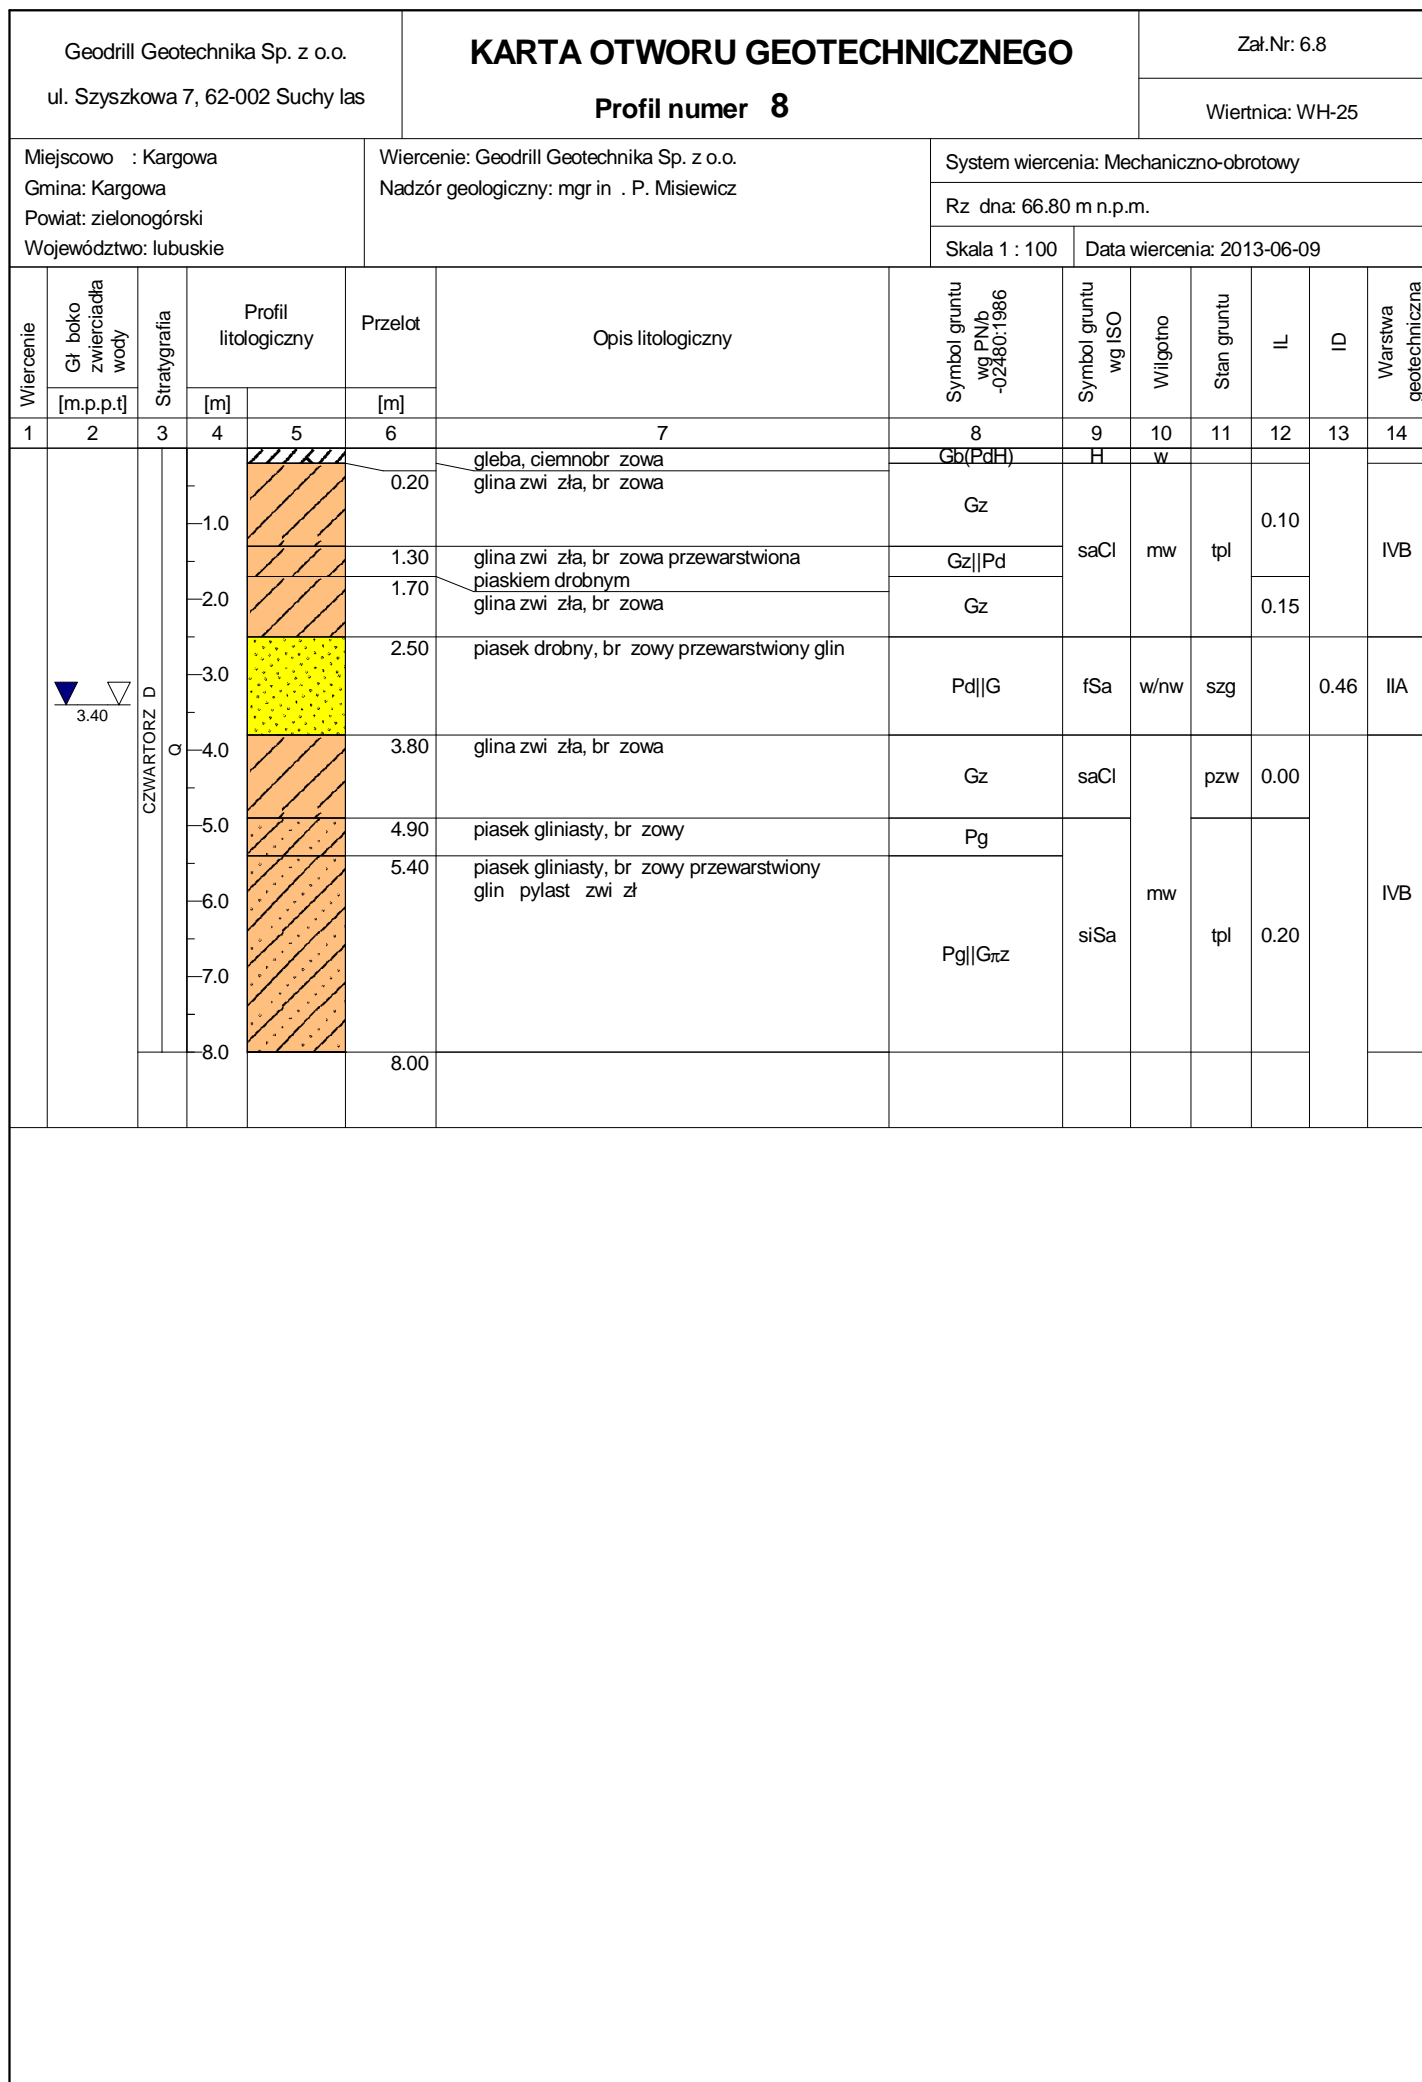 Geodrill Geotechnika Sp. z o.o.
ul. Szyszkowa 7, 62-002 Suchy las
KARTA OTWORU GEOTECHNICZNEGO
Profil numer 8
Zał.Nr: 6.8
Wiertnica: WH-25
Miejscowo : Kargowa
Gmina: Kargowa
Powiat: zielonogórski
Województwo: lubuskie
Wiercenie: Geodrill Geotechnika Sp. z o.o.
Nadzór geologiczny: mgr in . P. Misiewicz
System wiercenia: Mechaniczno-obrotowy
Rz dna: 66.80 m n.p.m.
Skala 1 : 100
Data wiercenia: 2013-06-09
Wiercenie
Gł boko
zwierciadła
wody
[m.p.p.t]
Stratygrafia
Profil
litologiczny
[m]
Przelot
[m]
Opis litologiczny
Symbol gruntu
wg PN/b
-02480:1986
Symbol gruntu
wg ISO
Wilgotno
Stan gruntu
IL
ID
Warstwa
geotechniczna
1 2 3 4 5 6 7 8 9 10 11 12 13 14
gleba, ciemnobr zowa Gb(PdH) H w
0.20 glina zwi zła, br zowa
Gz
1.0
0.10
1.30 glina zwi zła, br zowa przewarstwiona
piaskiem drobnym
Gz||Pd
saCl mw tpl IVB
1.70
glina zwi zła, br zowa
2.0
Gz
0.15
2.50 piasek drobny, br zowy przewarstwiony glin
3.0
Pd||G fSa w/nw szg 0.46 IIA
3.40
CZWARTORZ D
Q
3.80 glina zwi zła, br zowa
4.0
Gz saCl pzw 0.00
5.0
4.90 piasek gliniasty, br zowy
Pg
5.40 piasek gliniasty, br zowy przewarstwiony
glin pylast zwi zł
6.0
mw IVB
Pg||Gπz
siSa tpl 0.20
7.0
8.0
8.00